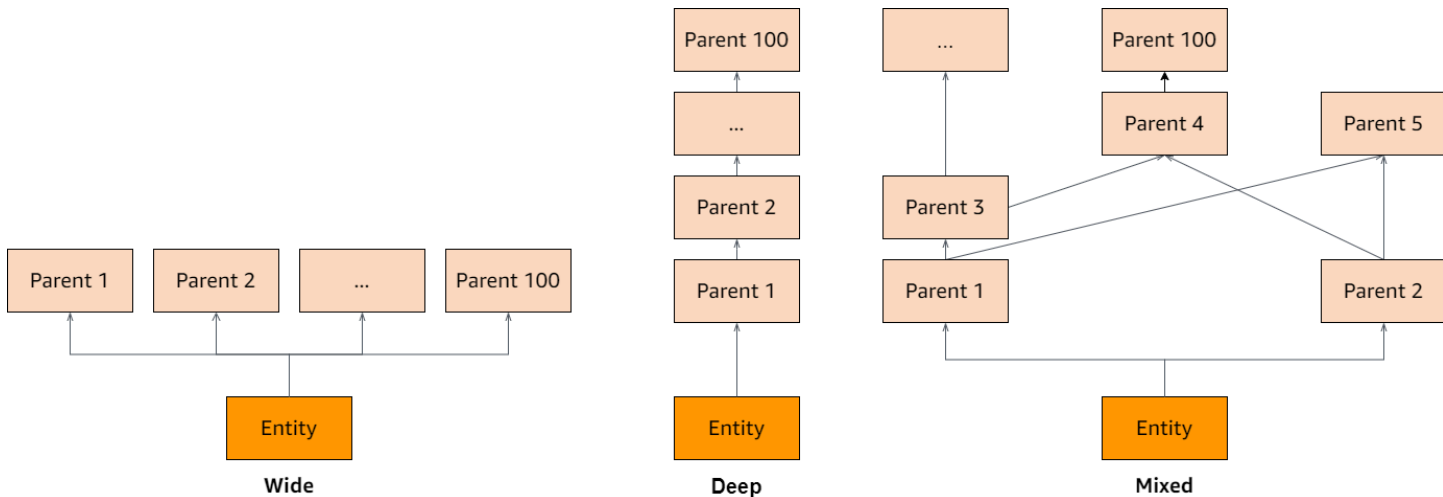 Parent 1
Parent 2
...
Parent 100
Entity
Wide
Parent 100
...
Parent 2
Parent 1
Entity
Deep
...
Parent 100
Parent 4
Parent 5
Parent 3
Parent 1
Parent 2
Entity
Mixed